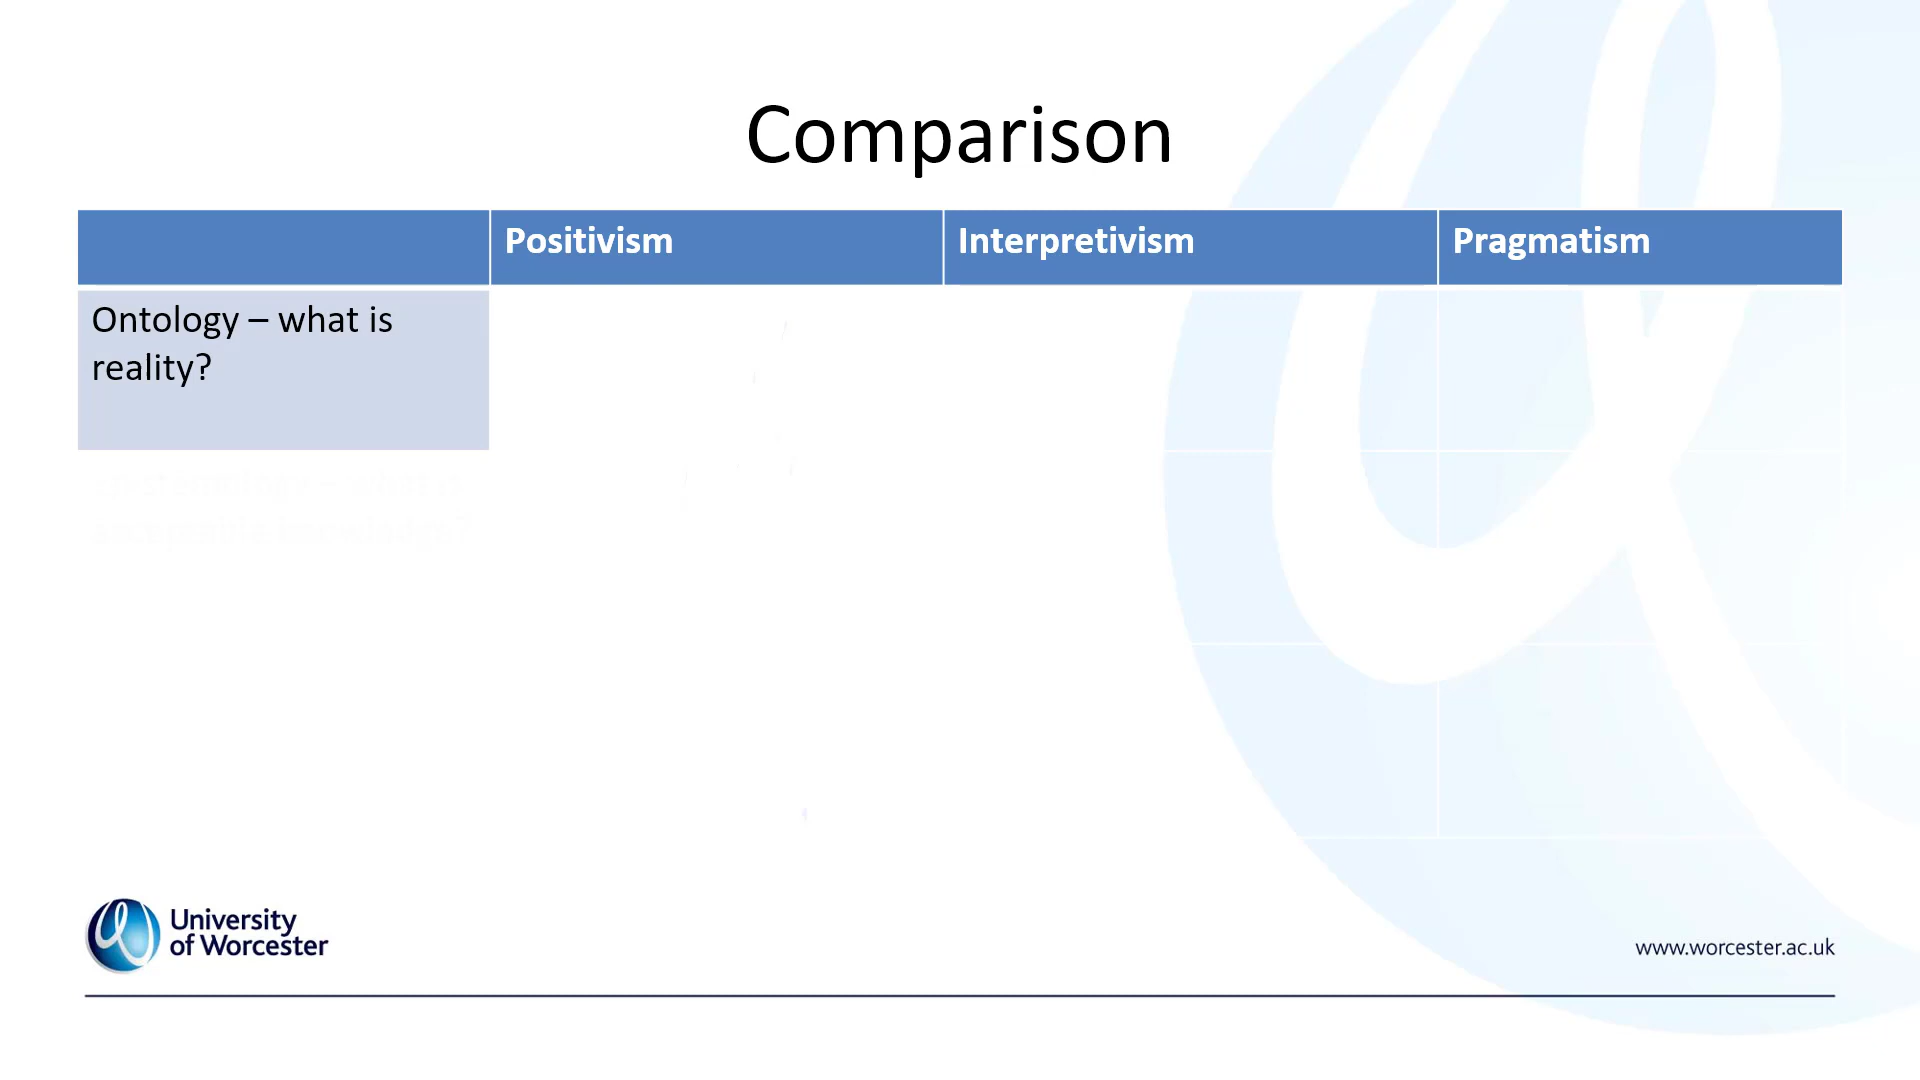 Comparison
Positivism
Interpretivism
Pragmatism
Ontology – what is
reality?
University
of Worcester
www.worcester.ac.uk